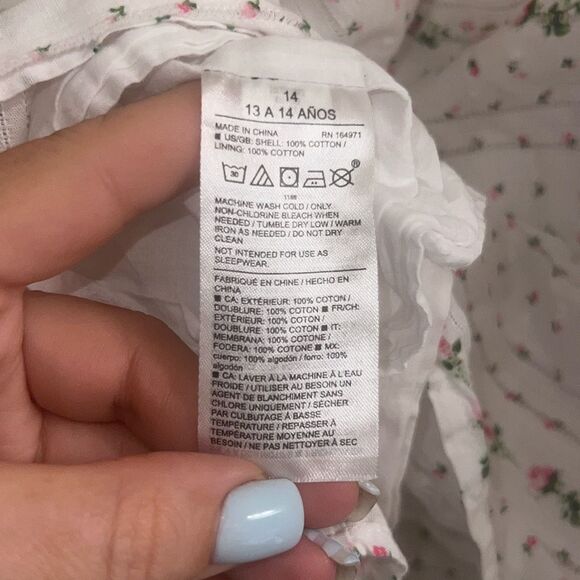 14
13 A 14 AÑOS
MADE IN CHINA RN 164971
■ US/GB: SHELL: 100% COTTON /
LINING: 100% COTTON
30 ®
1188
MACHINE WASH COLD / ONLY
NON-CHLORINE BLEACH WHEN
NEEDED / TUMBLE DRY LOW / WARM
IRON AS NEEDED / DO NOT DRY
CLEAN
NOT INTENDED FOR USE AS
SLEEPWEAR.
FABRIQUÉ EN CHINE / HECHO EN
CHINA
■ CA: EXTÉRIEUR: 100% COTON /
DOUBLURE: 100% COTON ■ FR/CH:
EXTÉRIEUR: 100% COTON /
DOUBLURE: 100% COTON ■ IT:
MEMBRANA: 100% COTONE /
FODERA: 100% COTONE ■ MX:
cuerpo: 100% algodón / forro: 100%
algodón
■ CA: LAVER À LA MACHINE À L'EAU
FROIDE / UTILISER AU BESOIN UN
AGENT DE BLANCHIMENT SANS
CHLORE UNIQUEMENT / SÉCHER
PAR CULBUTAGE À BASSE
TEMPÉRATURE / REPASSER À
TEMPÉRATURE MOYENNE AU
BESOIN / NE PAS NETTOYER À SEC